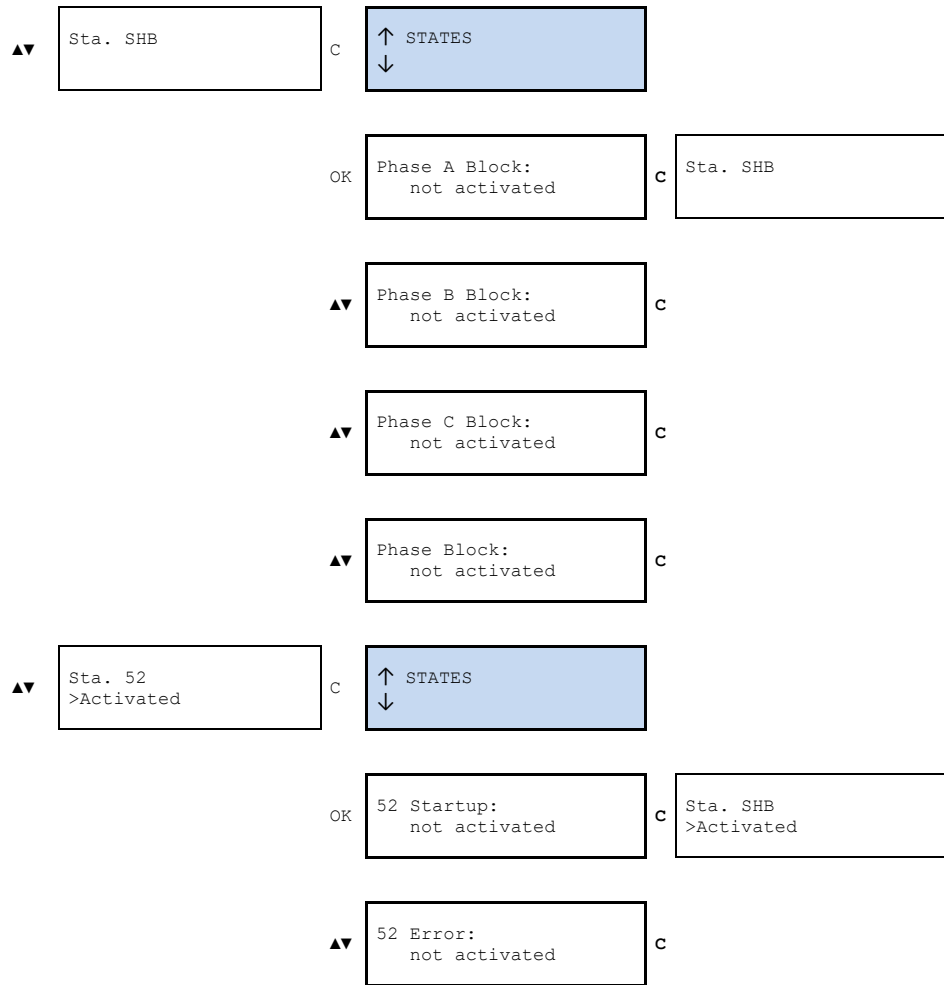 ▲▼ Sta. SHB C ↑ STATES
↓
OK Phase A Block: C Sta. SHB
not activated
▲▼ Phase B Block: C
not activated
▲▼ Phase C Block: C
not activated
▲▼ Phase Block: C
not activated
▲▼ Sta. 52 C ↑ STATES
>Activated ↓
OK 52 Startup: C Sta. SHB
not activated >Activated
▲▼ 52 Error: C
not activated